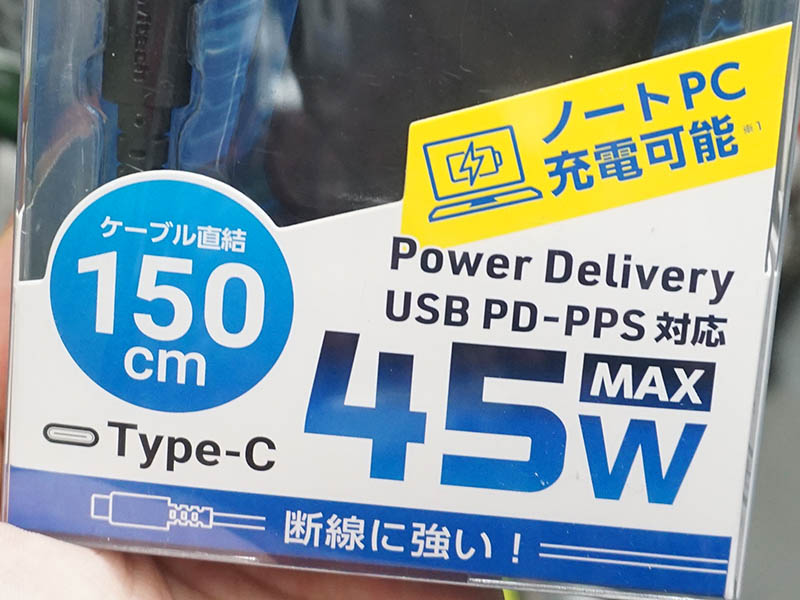 ノートPC
充電可能※1
ケーブル直結
150
cm
Power Delivery
USB PD-PPS 対応
45W
MAX
Type-C
断線に強い!